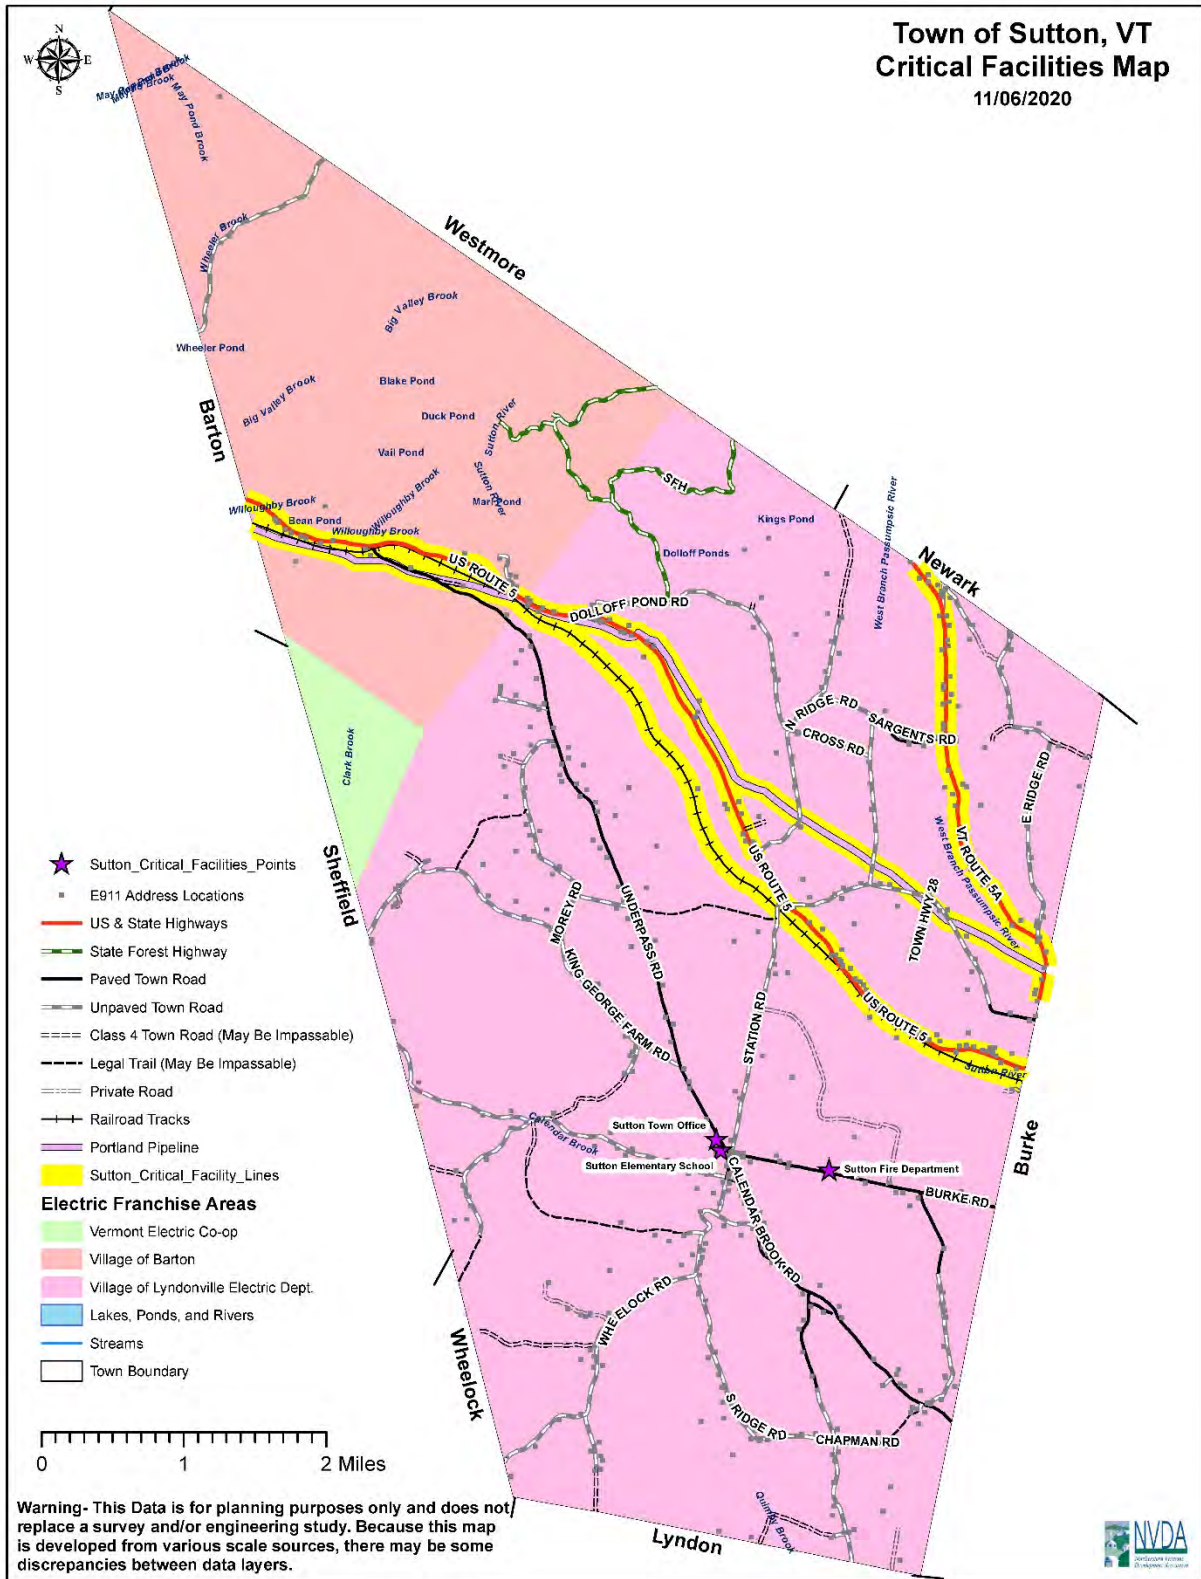 Town of Sutton, VT
Critical Facilities Map
11/06/2020
N
W
E
S
May Pond Brook
May Pond Brook
Wheeler Brook
Westmore
Big Valley Brook
Wheeler Pond
Blake Pond
Big Valley Brook
Barton
Duck Pond
Sutton River
Vail Pond
Sutton River
SFH
Willoughby Brook
Marl Pond
Willoughby Brook
Bean Pond
Willoughby Brook
Kings Pond
West Branch Passumpsic River
Dolloff Ponds
Newark
US ROUTE 5
DOLLOFF POND RD
N RIDGE RD
SARGENTS RD
CROSS RD
Clark Brook
E RIDGE RD
VT ROUTE 5A
West Branch Passumpsic River
Sheffield
US ROUTE 5
MOREY RD
UNDERPASS RD
TOWN HWY 28
KING GEORGE FARM RD
US ROUTE 5
STATION RD
Sutton River
Calendar Brook
Sutton Town Office
Sutton Elementary School
Sutton Fire Department
Burke
BURKE RD
CALENDAR BROOK RD
WHEELOCK RD
Wheelock
S RIDGE RD
CHAPMAN RD
Quimby Brook
Lyndon
Sutton_Critical_Facilities_Points
E911 Address Locations
US & State Highways
State Forest Highway
Paved Town Road
Unpaved Town Road
Class 4 Town Road (May Be Impassable)
Legal Trail (May Be Impassable)
Private Road
Railroad Tracks
Portland Pipeline
Sutton_Critical_Facility_Lines
Electric Franchise Areas
Vermont Electric Co-op
Village of Barton
Village of Lyndonville Electric Dept.
Lakes, Ponds, and Rivers
Streams
Town Boundary
0 1 2 Miles
Warning- This Data is for planning purposes only and does not
replace a survey and/or engineering study. Because this map
is developed from various scale sources, there may be some
discrepancies between data layers.
NVDA